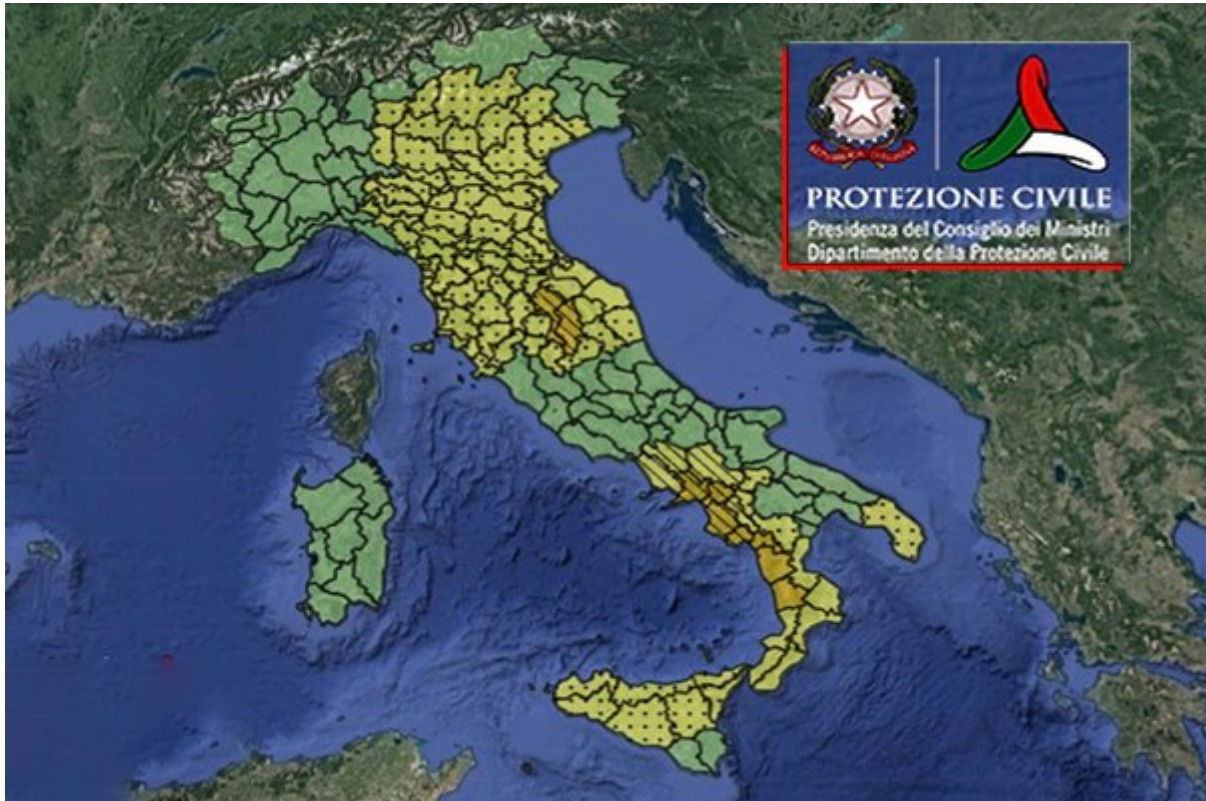 PROTEZIONE CIVILE
Presidenza del Consiglio dei Ministri
Dipartimento della Protezione Civile